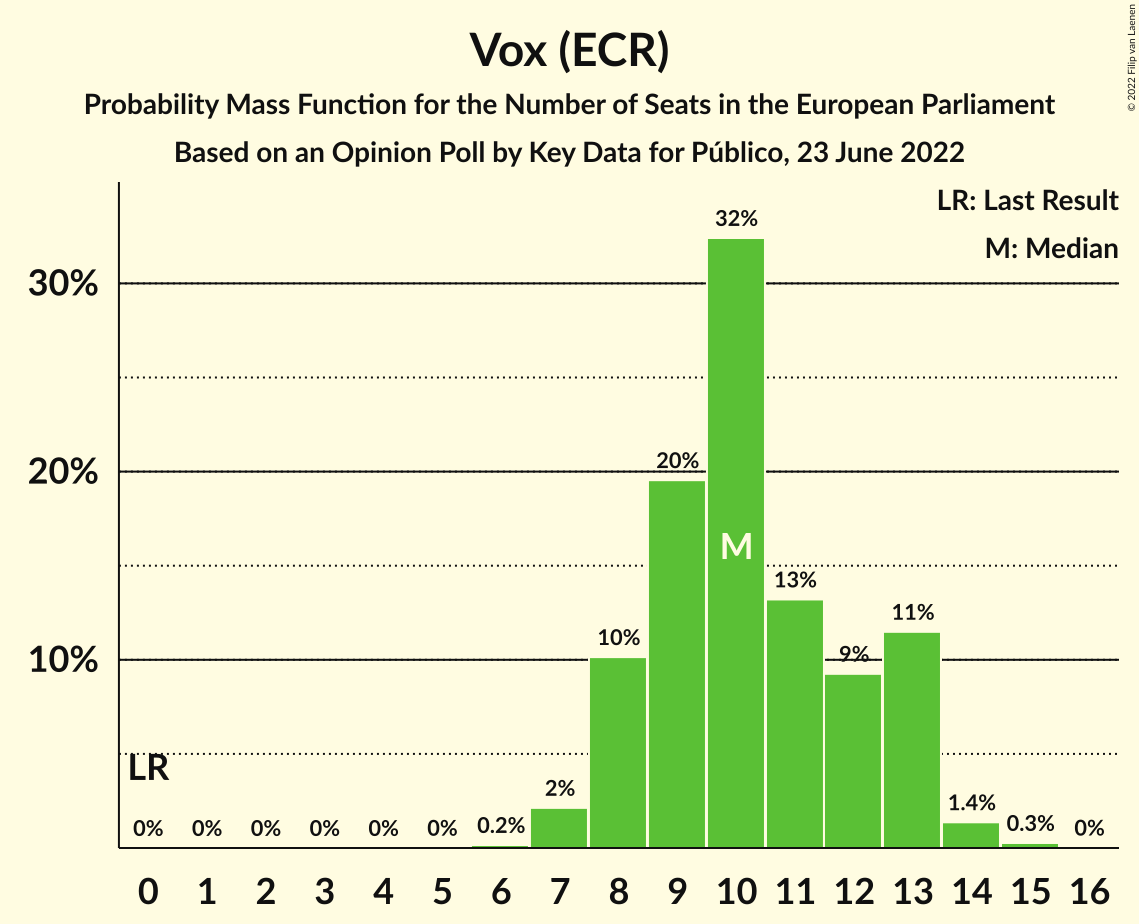 © 2022 Filip van Laenen
Vox (ECR)
Probability Mass Function for the Number of Seats in the European Parliament
Based on an Opinion Poll by Key Data for Público, 23 June 2022
LR: Last Result
M: Median
30%
20%
10%
32%
20%
M
13%
11%
10%
9%
LR
2%
1.4%
0% 0% 0% 0% 0% 0% 0.2% 0.3% 0%
0 1 2 3 4 5 6 7 8 9 10 11 12 13 14 15 16